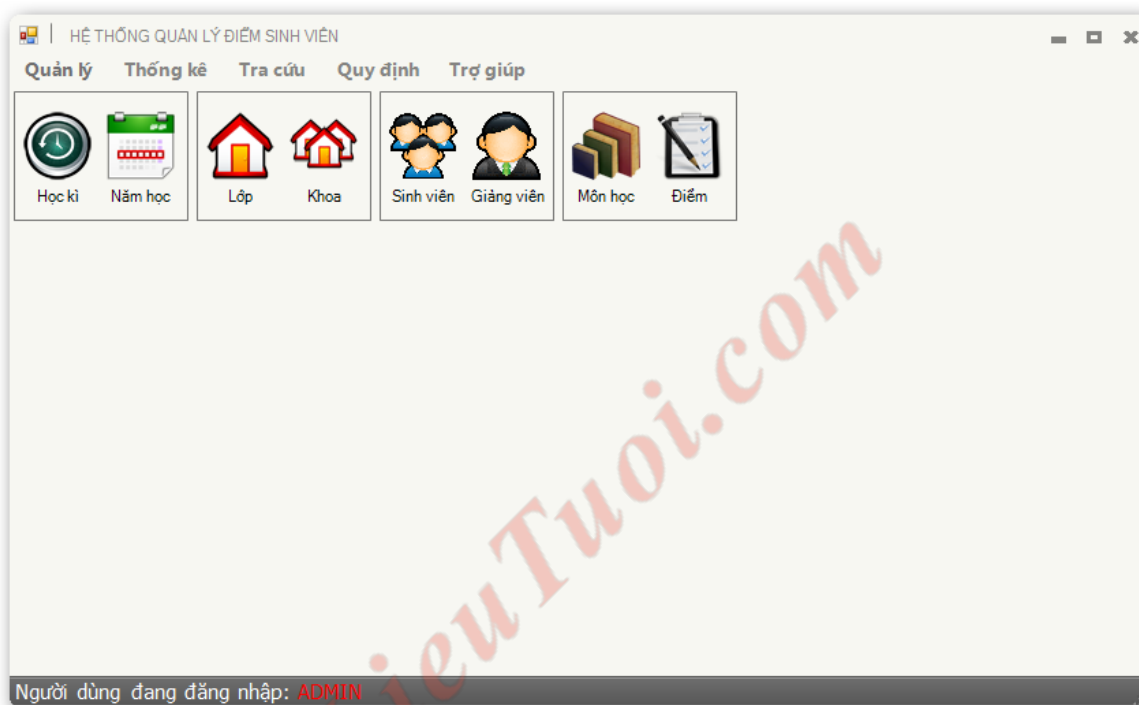 HỆ THỐNG QUẢN LÝ ĐIỂM SINH VIÊN
Quản lý Thống kê Tra cứu Quy định Trợ giúp
Học kì Năm học Lớp Khoa Sinh viên Giảng viên Môn học Điểm
ieuTuoi.com
Người dùng đang đăng nhập: ADMIN